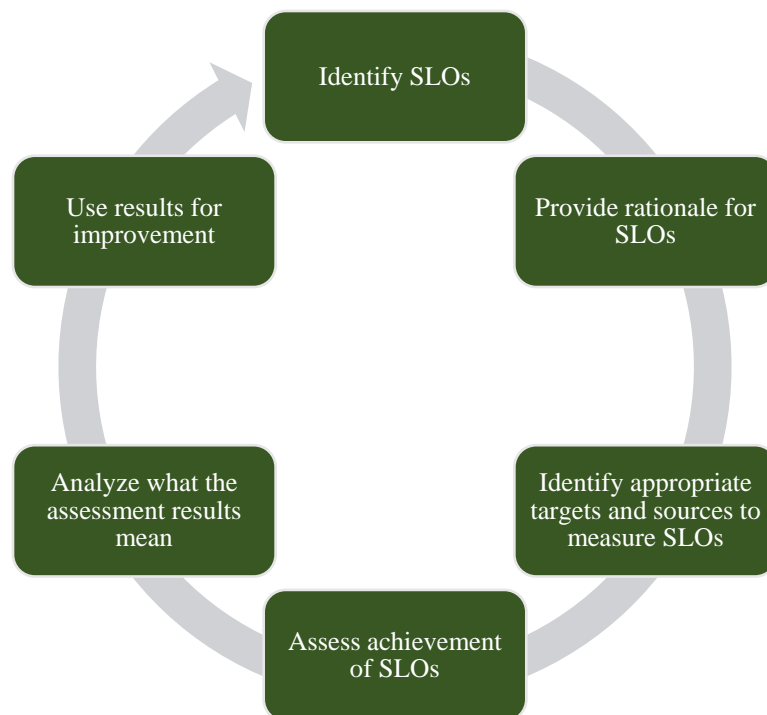 Identify SLOs
Provide rationale for
SLOs
Identify appropriate
targets and sources to
measure SLOs
Assess achievement
of SLOs
Analyze what the
assessment results
mean
Use results for
improvement